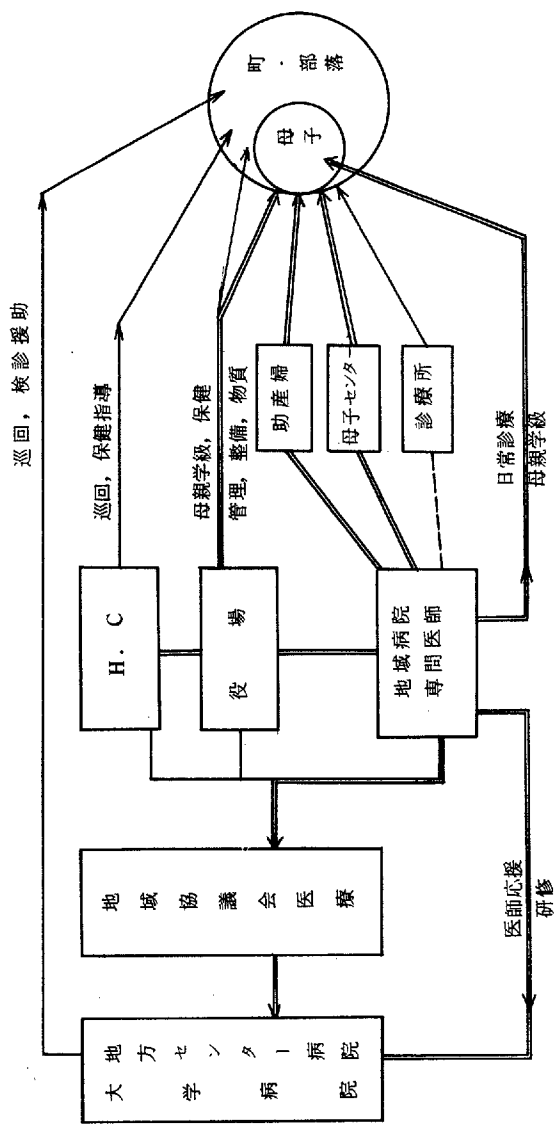 町・部落
母子
巡回，検診援助
巡回，保健指導
母親学級，保健
管理，整備，物質
助産婦
母子センター
診療所
日常診療
母親学級
H. C
役場
地域病院
専門医師
地域協議会医療
医師応援
研修
地方センター病院
大学病院